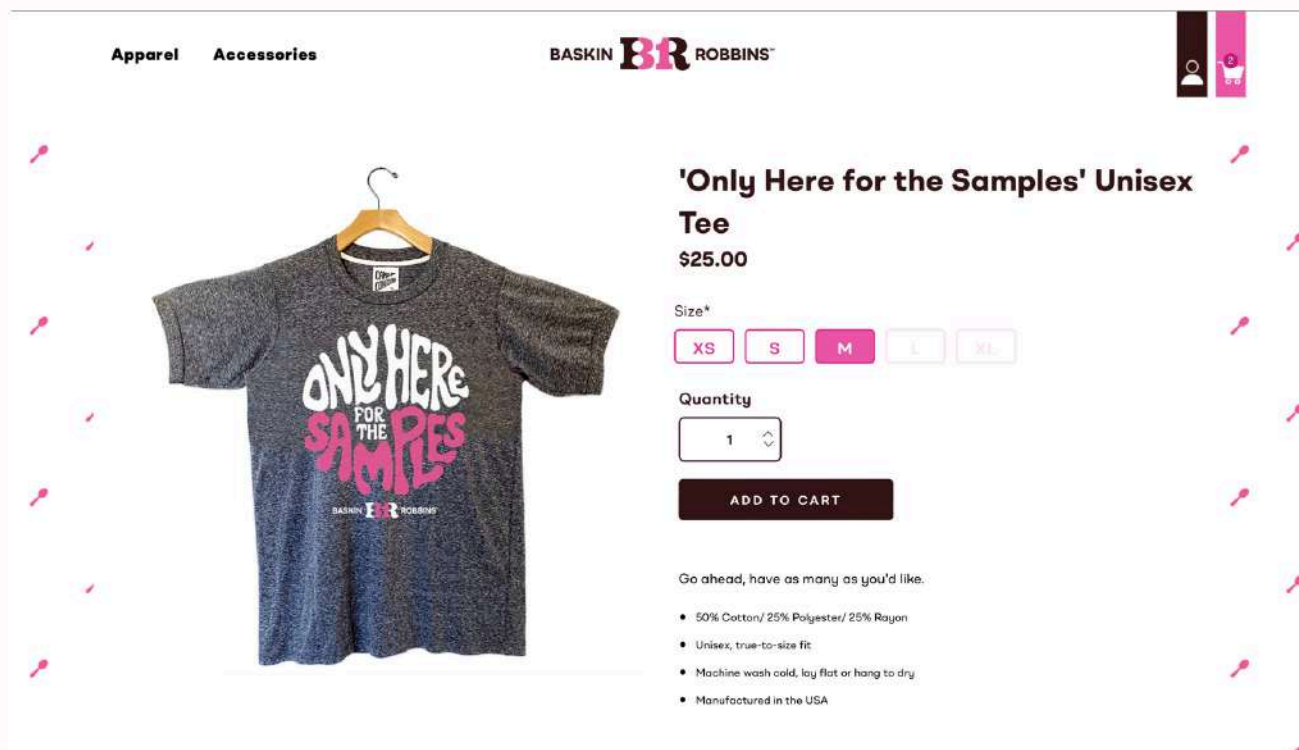 Apparel Accessories
BASKIN BR ROBBINS™
2
'Only Here for the Samples' Unisex
Tee
$25.00
Size*
XS S M L XL
Quantity
1
ADD TO CART
Go ahead, have as many as you'd like.
• 50% Cotton/ 25% Polyester/ 25% Rayon
• Unisex, true-to-size fit
• Machine wash cold, lay flat or hang to dry
• Manufactured in the USA
ONLY HERE
FOR
THE
SAMPLES
BASKIN BR ROBBINS